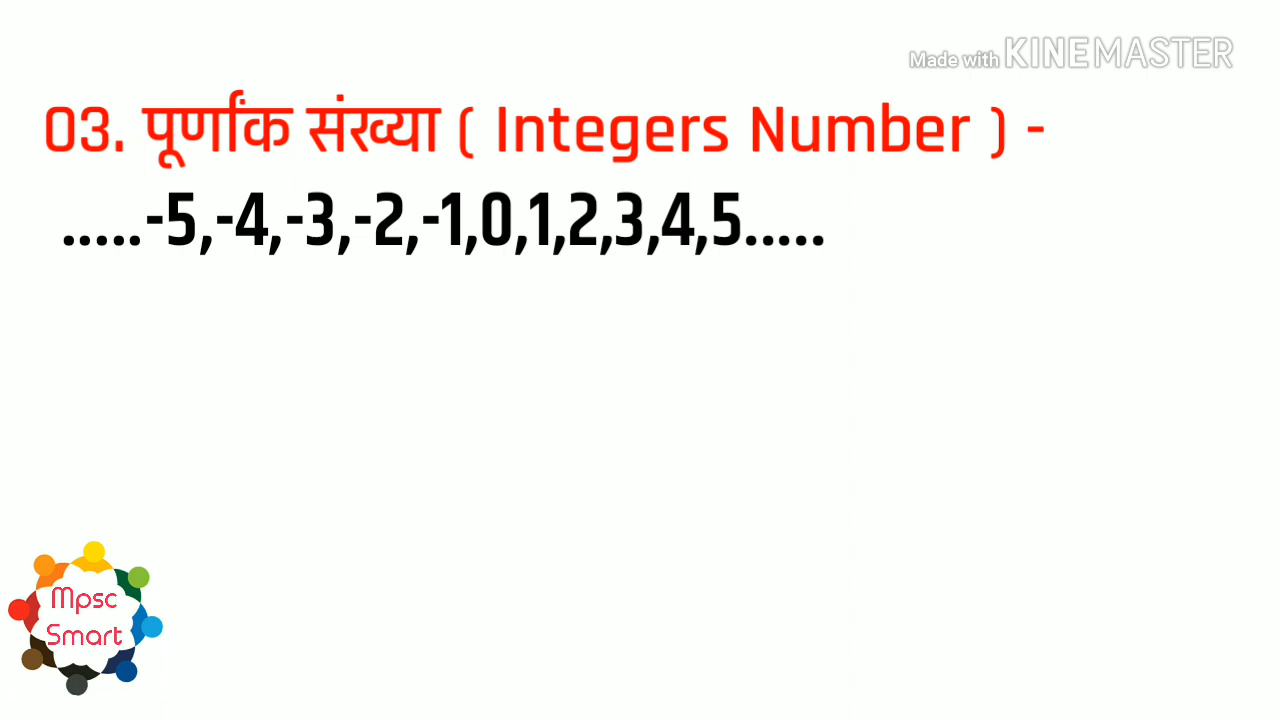 Made with KINEMASTER
03. पूर्णांक संख्या ( Integers Number ) -
.....-5,-4,-3,-2,-1,0,1,2,3,4,5.....
Mpsc
Smart